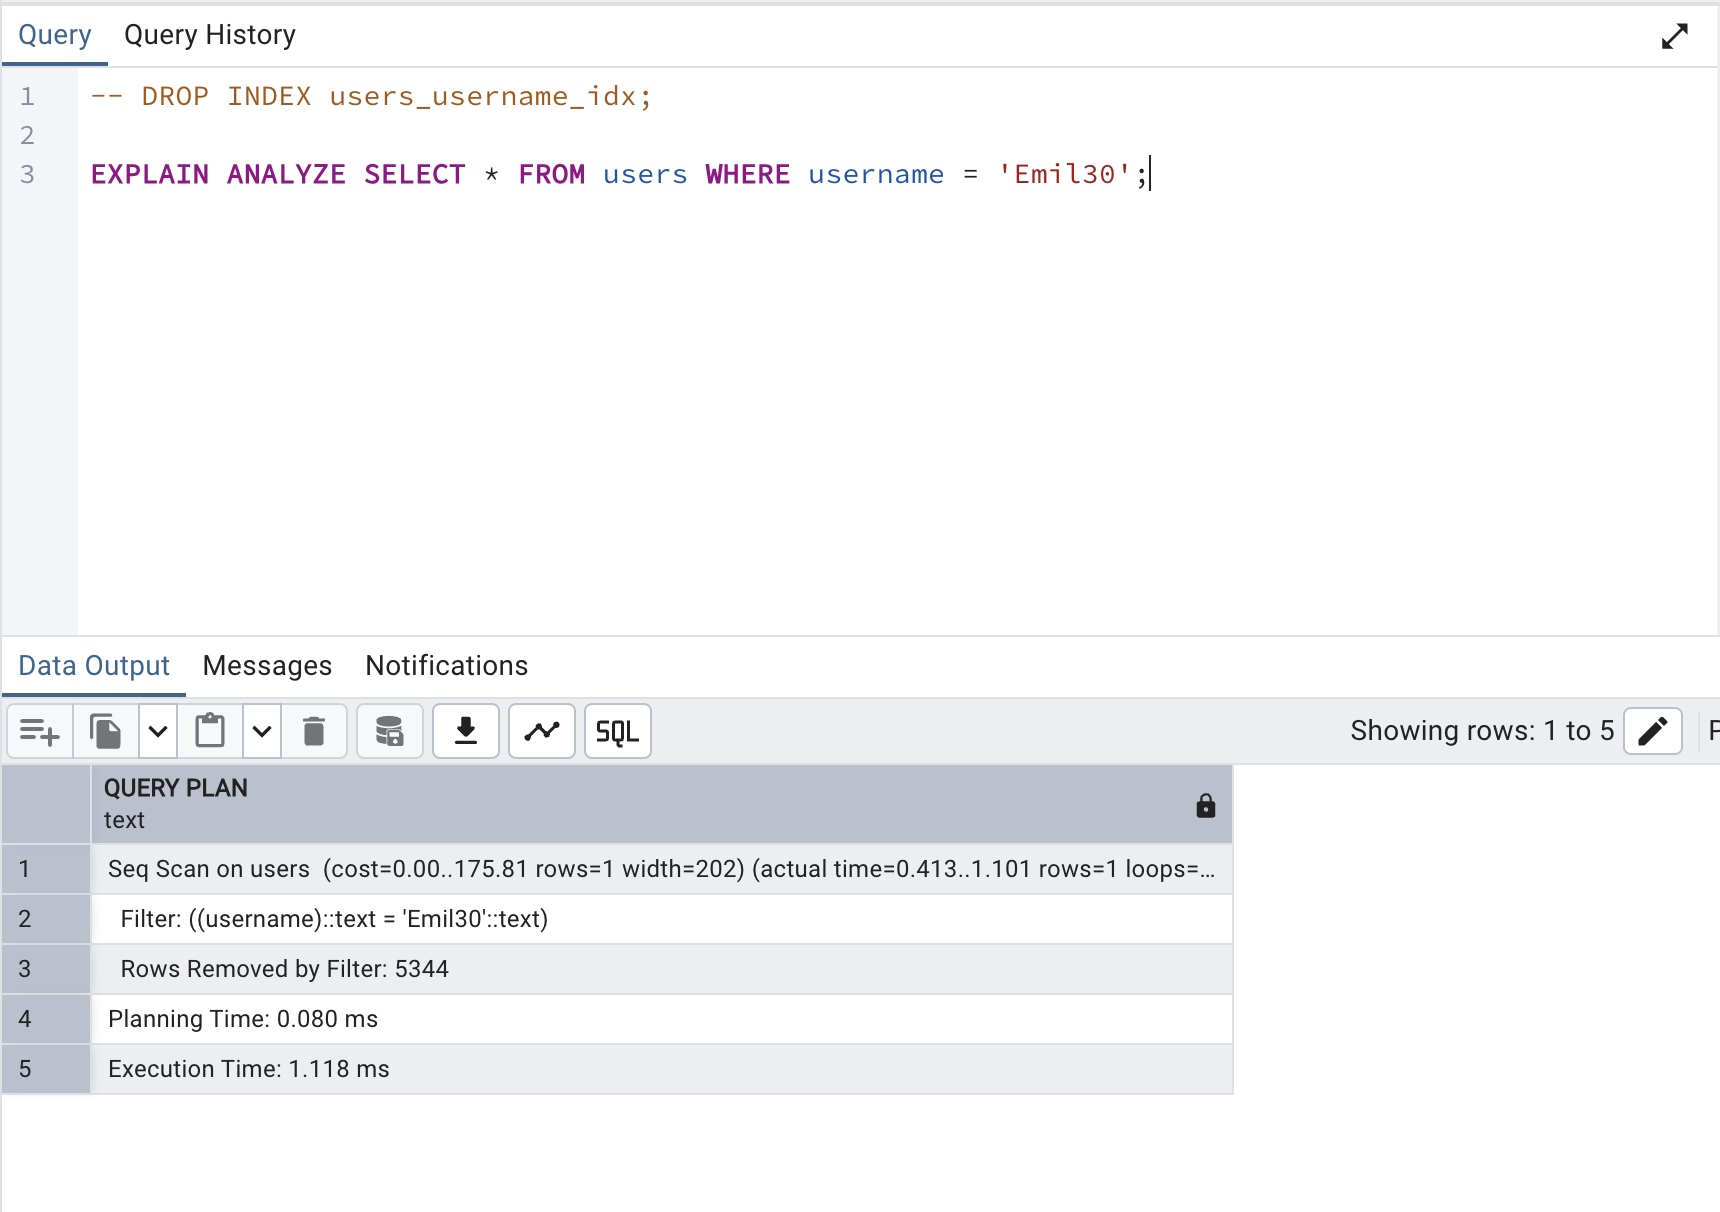 Query Query History
1 -- DROP INDEX users_username_idx;
2
3 EXPLAIN ANALYZE SELECT * FROM users WHERE username = 'Emil30';
Data Output Messages Notifications
SQL Showing rows: 1 to 5 P
QUERY PLAN
text
1 Seq Scan on users (cost=0.00..175.81 rows=1 width=202) (actual time=0.413..1.101 rows=1 loops=…
2 Filter: ((username)::text = 'Emil30'::text)
3 Rows Removed by Filter: 5344
4 Planning Time: 0.080 ms
5 Execution Time: 1.118 ms